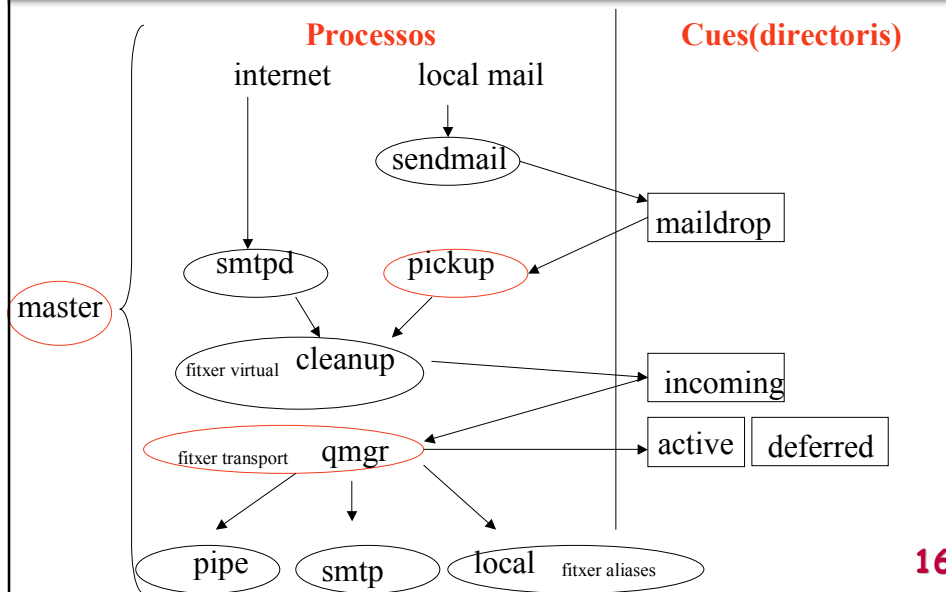 Processos
Cues(directoris)
internet
local mail
sendmail
maildrop
smtpd
pickup
master
fitxer virtual cleanup
incoming
fitxer transport qmgr
active
deferred
pipe
smtp
local fitxer aliases
16